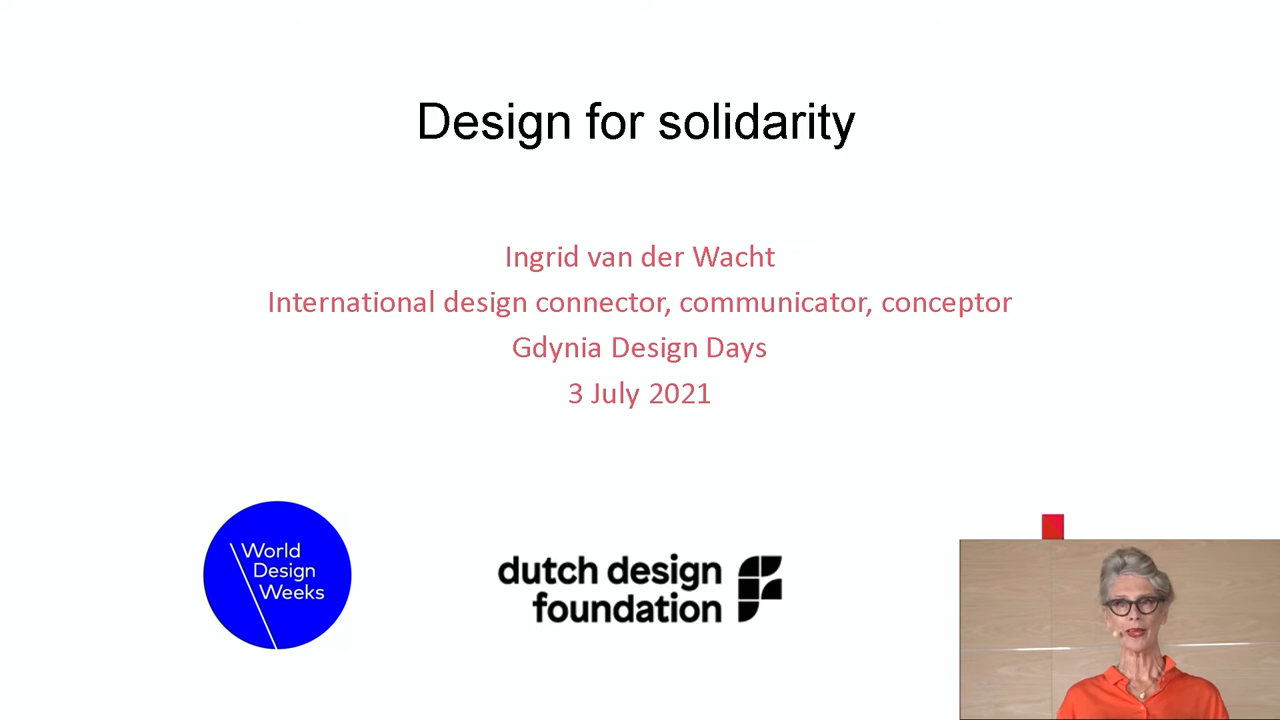 Design for solidarity
Ingrid van der Wacht
International design connector, communicator, conceptor
Gdynia Design Days
3 July 2021
World
Design
Weeks
dutch design
foundation